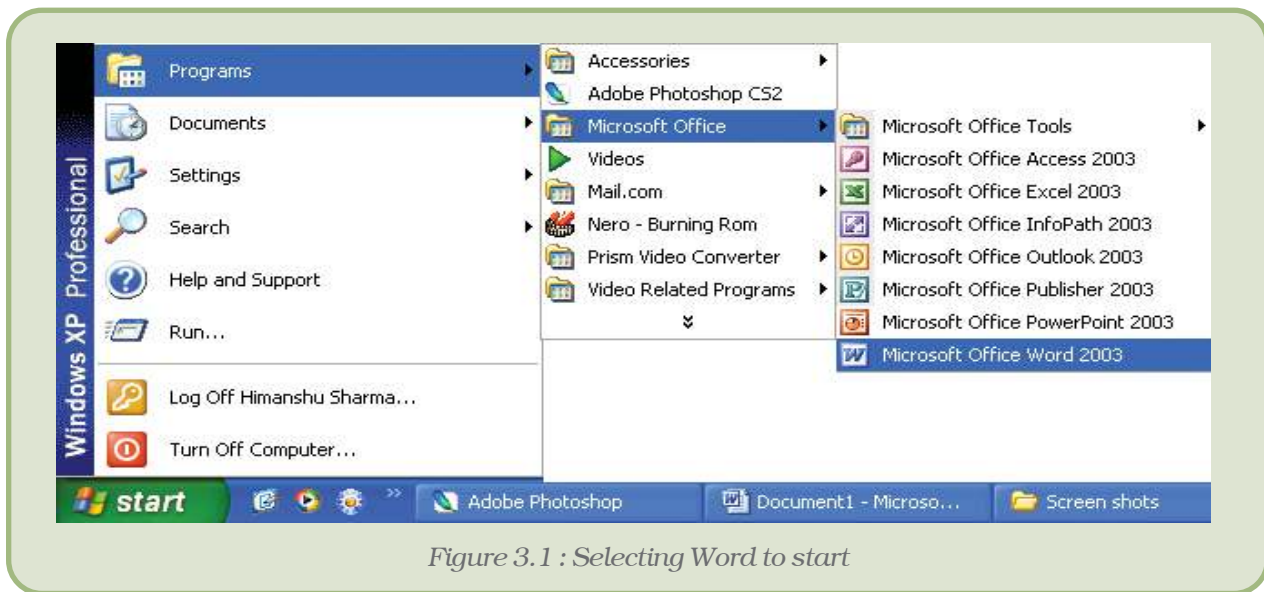 Windows XP Professional
Programs
Documents
Settings
Search
Help and Support
Run...
Log Off Himanshu Sharma...
Turn Off Computer...
Accessories
Adobe Photoshop CS2
Microsoft Office
Videos
Mail.com
Nero - Burning Rom
Prism Video Converter
Video Related Programs
Microsoft Office Tools
Microsoft Office Access 2003
Microsoft Office Excel 2003
Microsoft Office InfoPath 2003
Microsoft Office Outlook 2003
Microsoft Office Publisher 2003
Microsoft Office PowerPoint 2003
Microsoft Office Word 2003
start
Adobe Photoshop
Document1 - Microso...
Screen shots
Figure 3.1 : Selecting Word to start